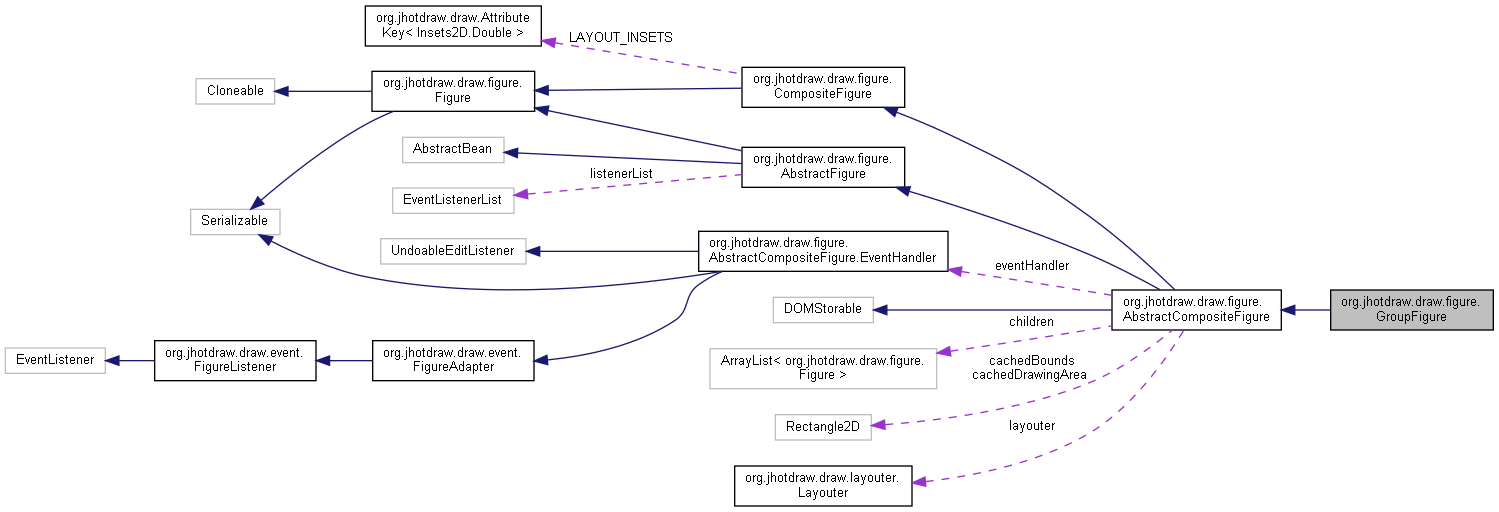 org.jhotdraw.draw.Attribute
Key< Insets2D.Double >
LAYOUT_INSETS
org.jhotdraw.draw.figure.
CompositeFigure
Cloneable
org.jhotdraw.draw.figure.
Figure
AbstractBean
org.jhotdraw.draw.figure.
AbstractFigure
listenerList
EventListenerList
Serializable
UndoableEditListener
org.jhotdraw.draw.figure.
AbstractCompositeFigure.EventHandler
eventHandler
DOMStorable
org.jhotdraw.draw.figure.
AbstractCompositeFigure
org.jhotdraw.draw.figure.
GroupFigure
children
EventListener
org.jhotdraw.draw.event.
FigureListener
org.jhotdraw.draw.event.
FigureAdapter
ArrayList< org.jhotdraw.draw.figure.
Figure >
cachedBounds
cachedDrawingArea
Rectangle2D
layouter
org.jhotdraw.draw.layouter.
Layouter